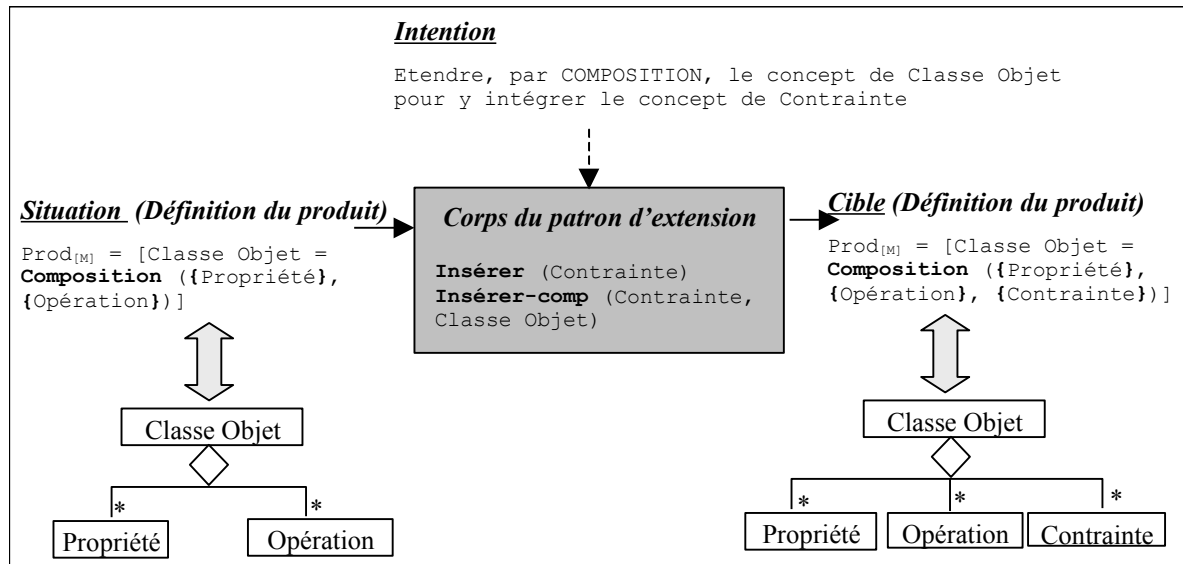 Intention
Etendre, par COMPOSITION, le concept de Classe Objet
pour y intégrer le concept de Contrainte
Situation (Définition du produit)
Prod[M] = [Classe Objet =
Composition ({Propriété},
{Opération})]
Corps du patron d'extension
Insérer (Contrainte)
Insérer-comp (Contrainte,
Classe Objet)
Cible (Définition du produit)
Prod[M] = [Classe Objet =
Composition ({Propriété},
{Opération}, {Contrainte})]
Classe Objet
* *
Propriété Opération
Classe Objet
* * *
Propriété Opération Contrainte